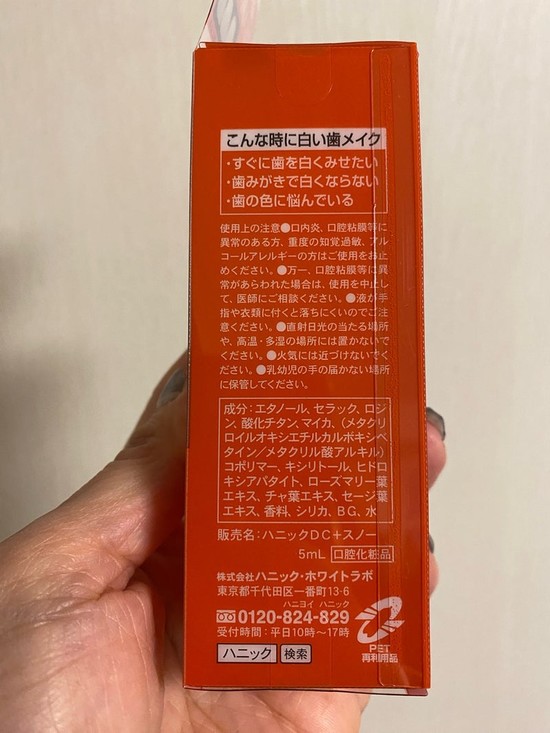 こんな時に白い歯メイク
・すぐに歯を白くみせたい
・歯みがきで白くならない
・歯の色に悩んでいる
使用上の注意●口内炎、口腔粘膜等に
異常のある方、重度の知覚過敏、アル
コールアレルギーの方はご使用をお止
めください。●万一、口腔粘膜等に異
常があらわれた場合は、使用を中止し
て、医師にご相談ください。●液が手
指や衣類に付くと落ちにくいのでご注
意ください。●直射日光の当たる場所
や、高温・多湿の場所には置かないで
ください。●火気には近づけないでく
ださい。●乳幼児の手の届かない場所
に保管してください。
成分：エタノール、セラック、ロジ
ン、酸化チタン、マイカ、（メタクリ
ロイルオキシエチルカルボキシベ
タイン／メタクリル酸アルキル）
コポリマー、キシリトール、ヒドロ
キシアパタイト、ローズマリー葉
エキス、チャ葉エキス、セージ葉
エキス、香料、シリカ、BG、水
販売名：ハニックDC＋スノー
5mL 口腔化粧品
株式会社ハニック・ホワイトラボ
東京都千代田区一番町13-6
ハニヨイ ハニック
0120-824-829
受付時間：平日10時〜17時
ハニック 検索
PET
再利用品